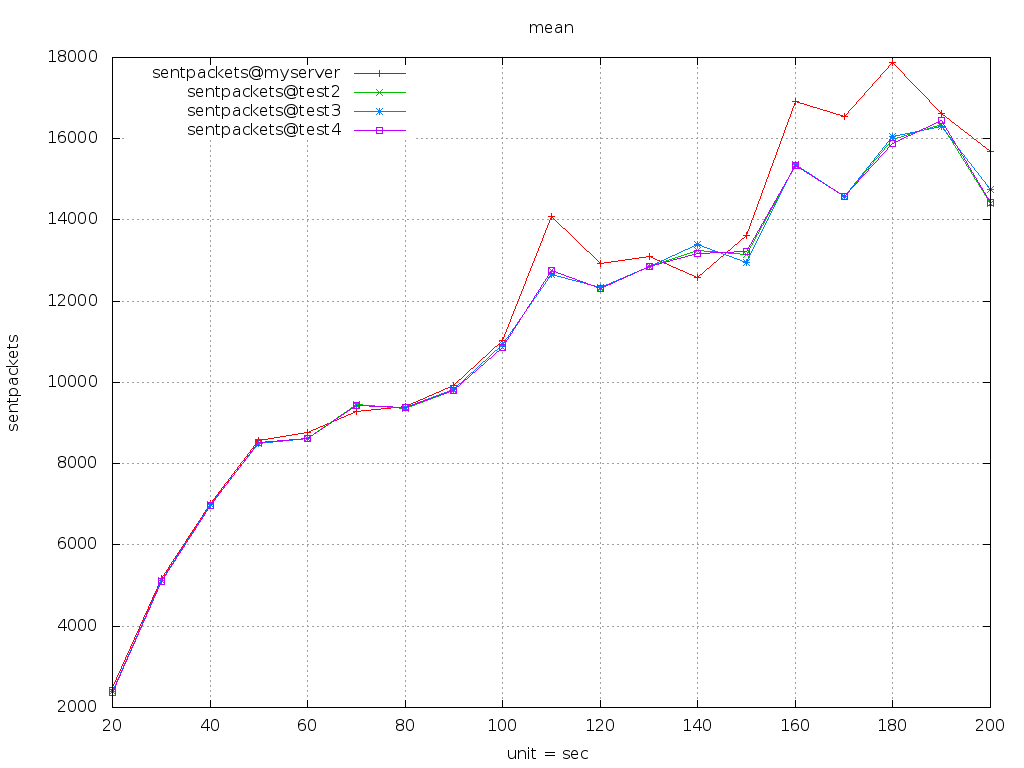 mean
18000
16000
14000
12000
10000
8000
6000
4000
2000
sentpackets@myserver
sentpackets@test2
sentpackets@test3
sentpackets@test4
sentpackets
20 40 60 80 100 120 140 160 180 200
unit = sec